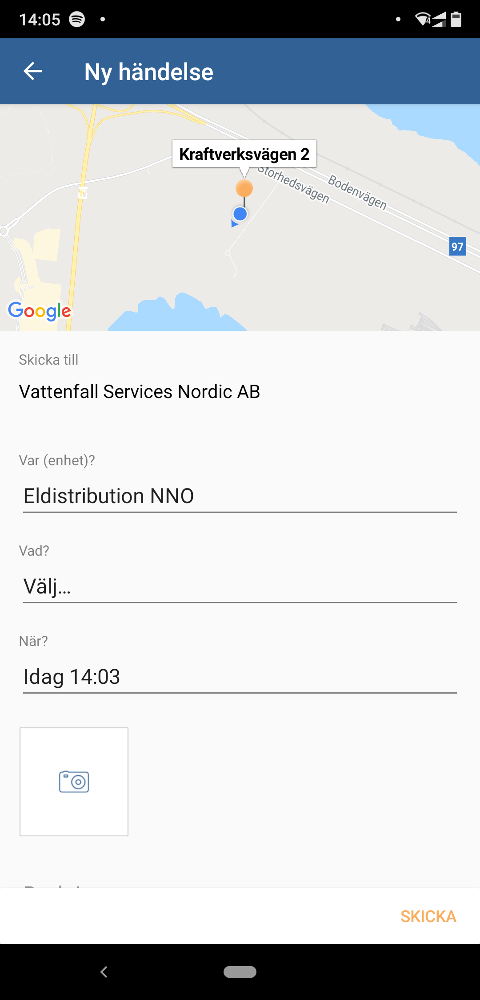 14:05
Ny händelse
Kraftverksvägen 2
Storhedsvägen
Bodenvägen
E4
97
Google
Skicka till
Vattenfall Services Nordic AB
Var (enhet)?
Eldistribution NNO
Vad?
Välj...
När?
Idag 14:03
SKICKA